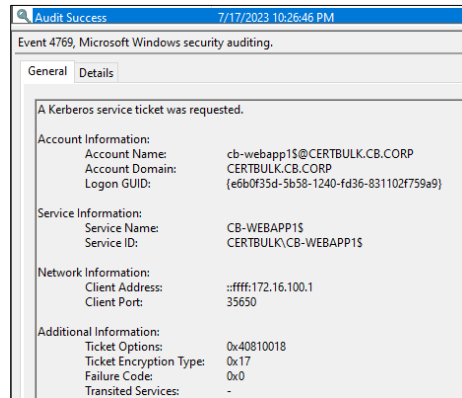 Audit Success 7/17/2023 10:26:46 PM
Event 4769, Microsoft Windows security auditing.
General Details
A Kerberos service ticket was requested.
Account Information:
Account Name: cb-webapp1$@CERTBULK.CB.CORP
Account Domain: CERTBULK.CB.CORP
Logon GUID: {e6b0f35d-5b58-1240-fd36-831102f759a9}
Service Information:
Service Name: CB-WEBAPP1$
Service ID: CERTBULK\CB-WEBAPP1$
Network Information:
Client Address: ::ffff:172.16.100.1
Client Port: 35650
Additional Information:
Ticket Options: 0x40810018
Ticket Encryption Type: 0x17
Failure Code: 0x0
Transited Services: -